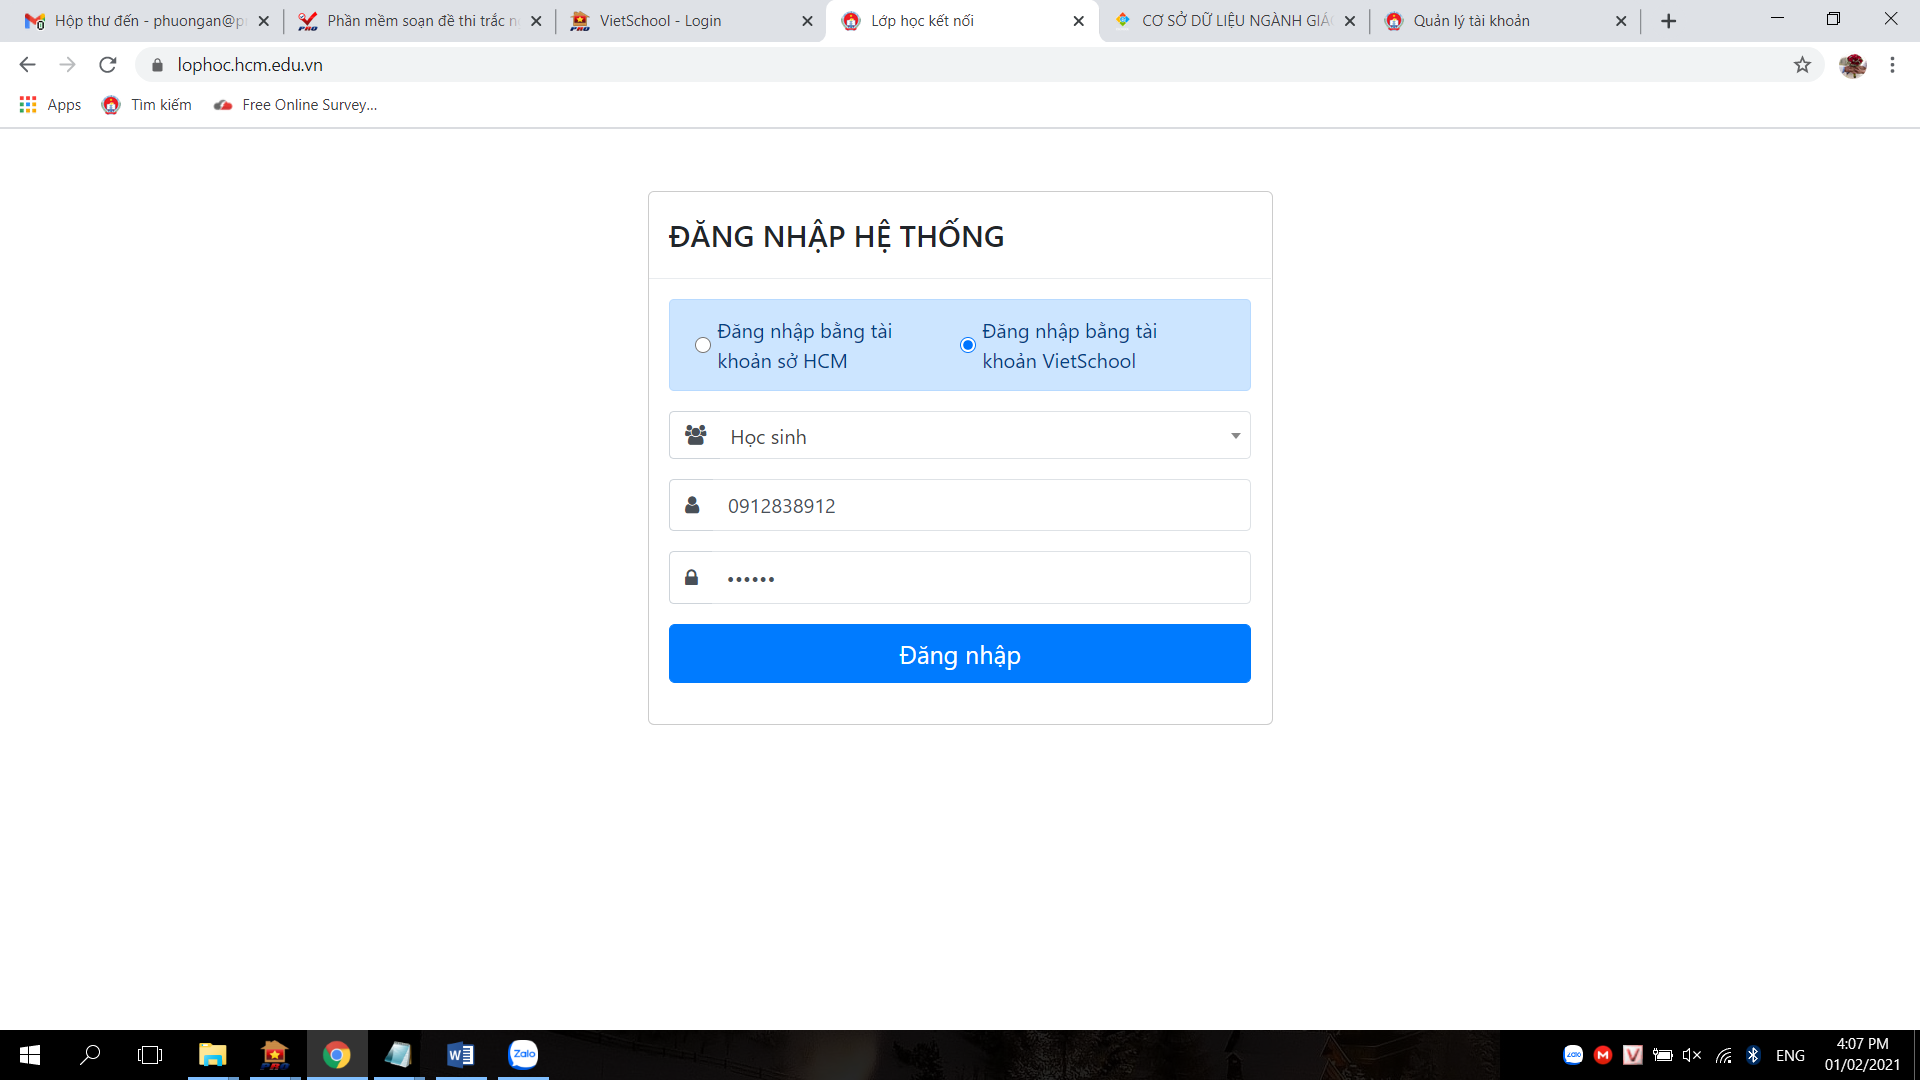 Hộp thư đến - phuongan@p
Phần mềm soạn đề thi trắc n
VietSchool - Login
Lớp học kết nối
CƠ SỞ DỮ LIỆU NGÀNH GIÁ
Quản lý tài khoản
lophoc.hcm.edu.vn
Apps
Tìm kiếm
Free Online Survey...
ĐĂNG NHẬP HỆ THỐNG
Đăng nhập bằng tài
khoản sở HCM
Đăng nhập bằng tài
khoản VietSchool
Học sinh
0912838912
••••••
Đăng nhập
Zalo
ENG
4:07 PM
01/02/2021